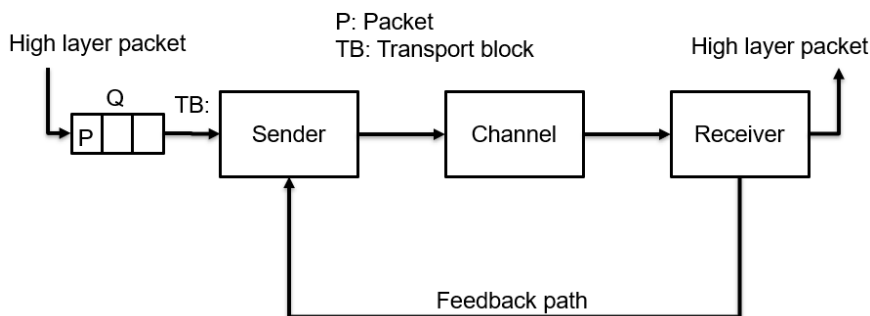 P: Packet
TB: Transport block
High layer packet
High layer packet
Q
TB:
P
Sender
Channel
Receiver
Feedback path